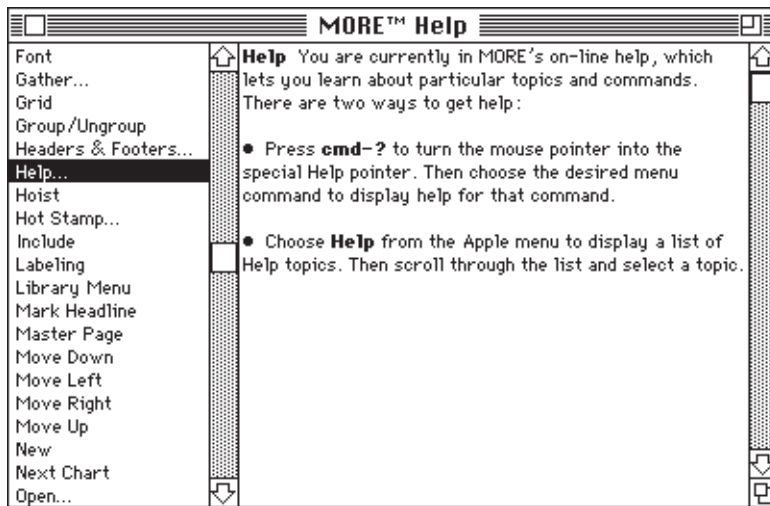 MORE™ Help
Font
Gather...
Grid
Group/Ungroup
Headers & Footers...
Help...
Hoist
Hot Stamp...
Include
Labeling
Library Menu
Mark Headline
Master Page
Move Down
Move Left
Move Right
Move Up
New
Next Chart
Open...
Help You are currently in MORE's on-line help, which
lets you learn about particular topics and commands.
There are two ways to get help:
● Press cmd-? to turn the mouse pointer into the
special Help pointer. Then choose the desired menu
command to display help for that command.
● Choose Help from the Apple menu to display a list of
Help topics. Then scroll through the list and select a topic.